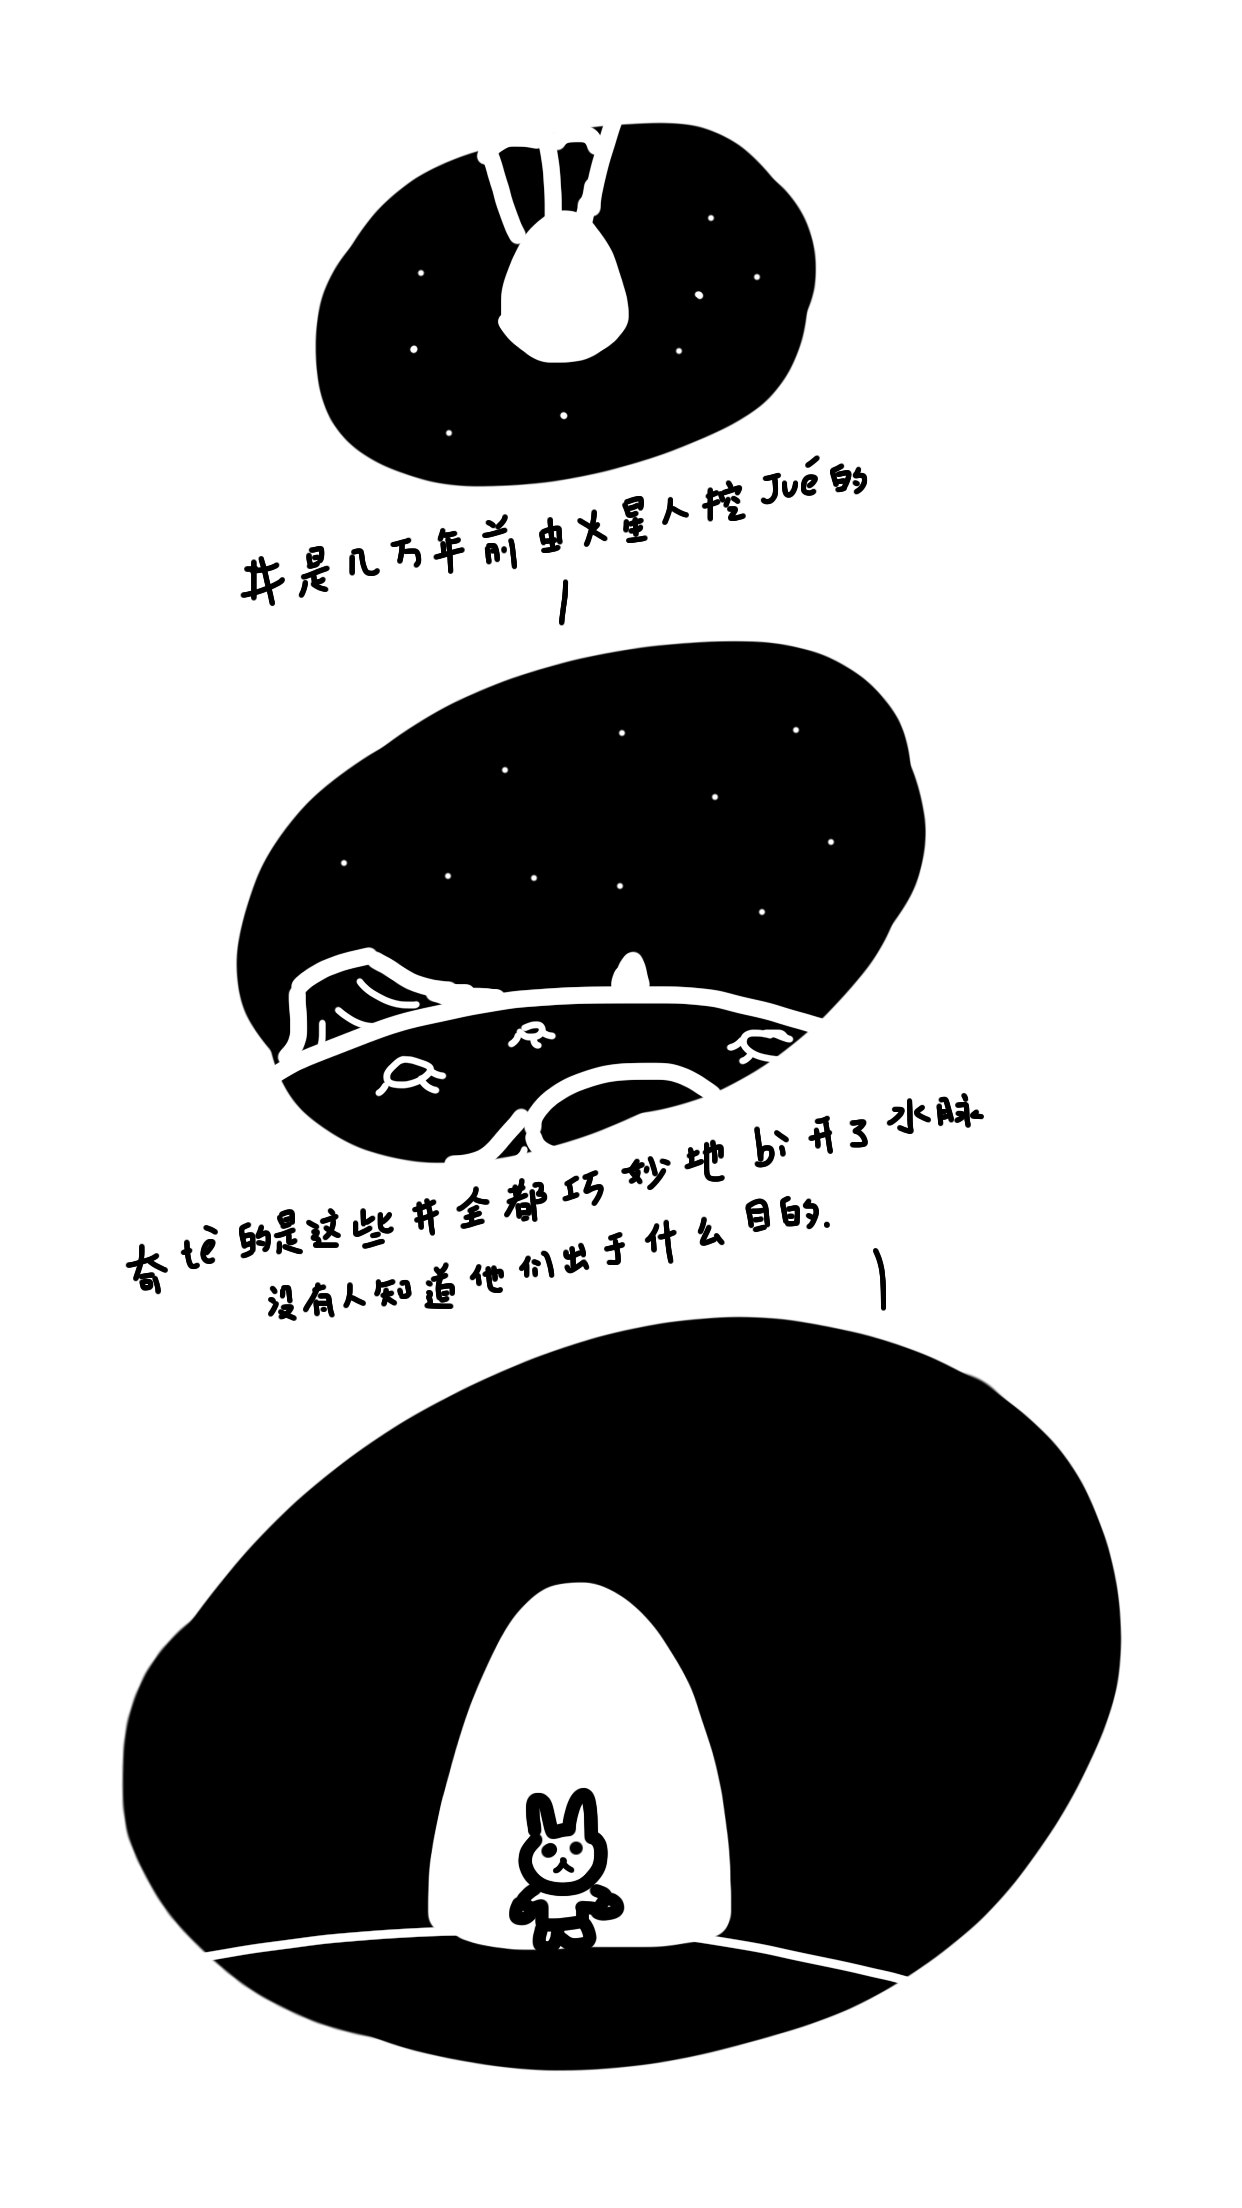 井是几万年前由火星人挖Jué的
奇tè的是这些井全都巧妙地bì开了水脉
没有人知道他们出于什么目的.